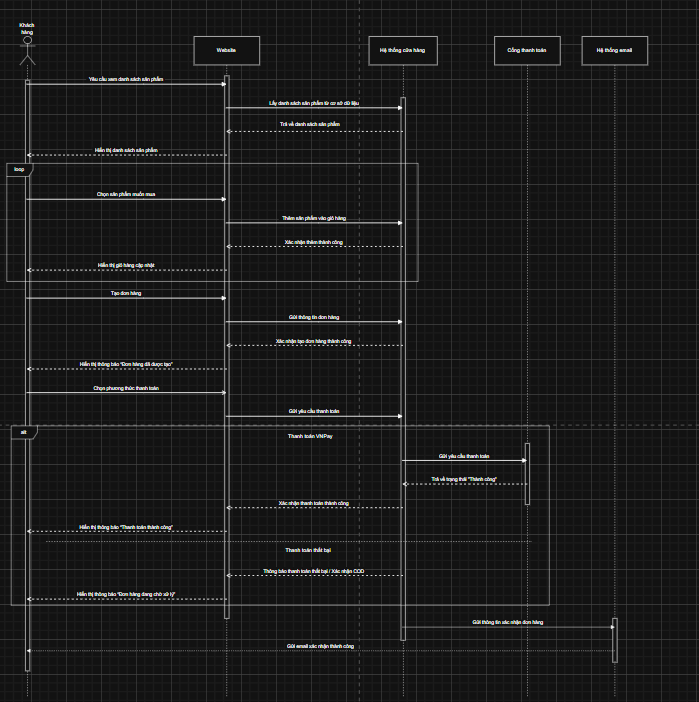 Khách
hàng
Website
Hệ thống cửa hàng
Cổng thanh toán
Hệ thống email
Yêu cầu xem danh sách sản phẩm
Lấy danh sách sản phẩm từ cơ sở dữ liệu
Trả về danh sách sản phẩm
Hiển thị danh sách sản phẩm
loop
Chọn sản phẩm muốn mua
Thêm sản phẩm vào giỏ hàng
Xác nhận thêm thành công
Hiển thị giỏ hàng cập nhật
Tạo đơn hàng
Gửi thông tin đơn hàng
Xác nhận tạo đơn hàng thành công
Hiển thị thông báo "Đơn hàng đã được tạo"
Chọn phương thức thanh toán
Gửi yêu cầu thanh toán
alt
Thanh toán VNPay
Gửi yêu cầu thanh toán
Trả về trạng thái "Thành công"
Xác nhận thanh toán thành công
Hiển thị thông báo "Thanh toán thành công"
Thanh toán thất bại
Thông báo thanh toán thất bại / Xác nhận COD
Hiển thị thông báo "Đơn hàng đang chờ xử lý"
Gửi thông tin xác nhận đơn hàng
Gửi email xác nhận thành công